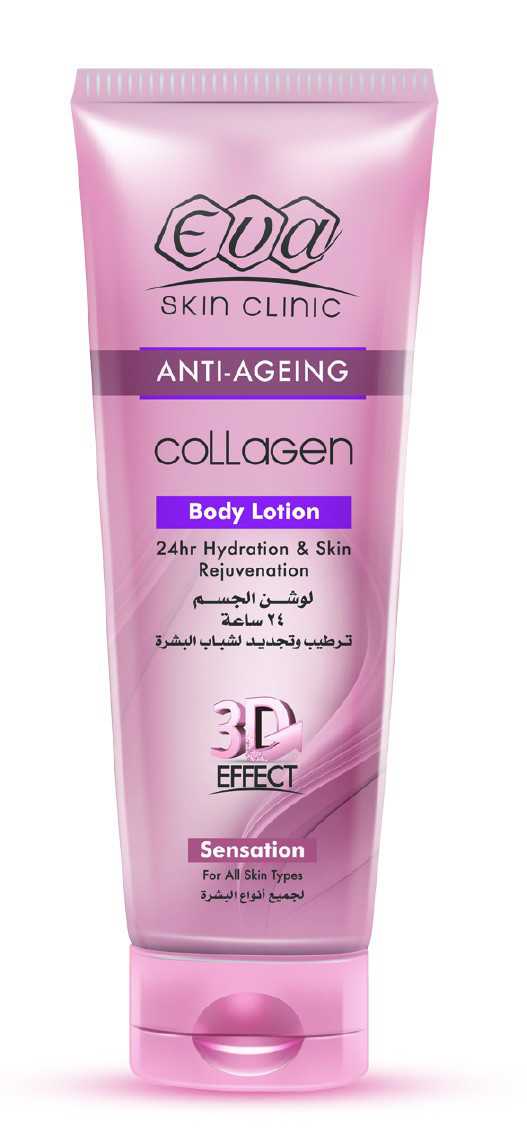 Eva
SKIN CLINIC
ANTI-AGEING
collagen
Body Lotion
24hr Hydration & Skin
Rejuvenation
لوشن الجسم
٢٤ ساعة
ترطيب وتجديد لشباب البشرة
3D
EFFECT
Sensation
For All Skin Types
لجميع أنواع البشرة